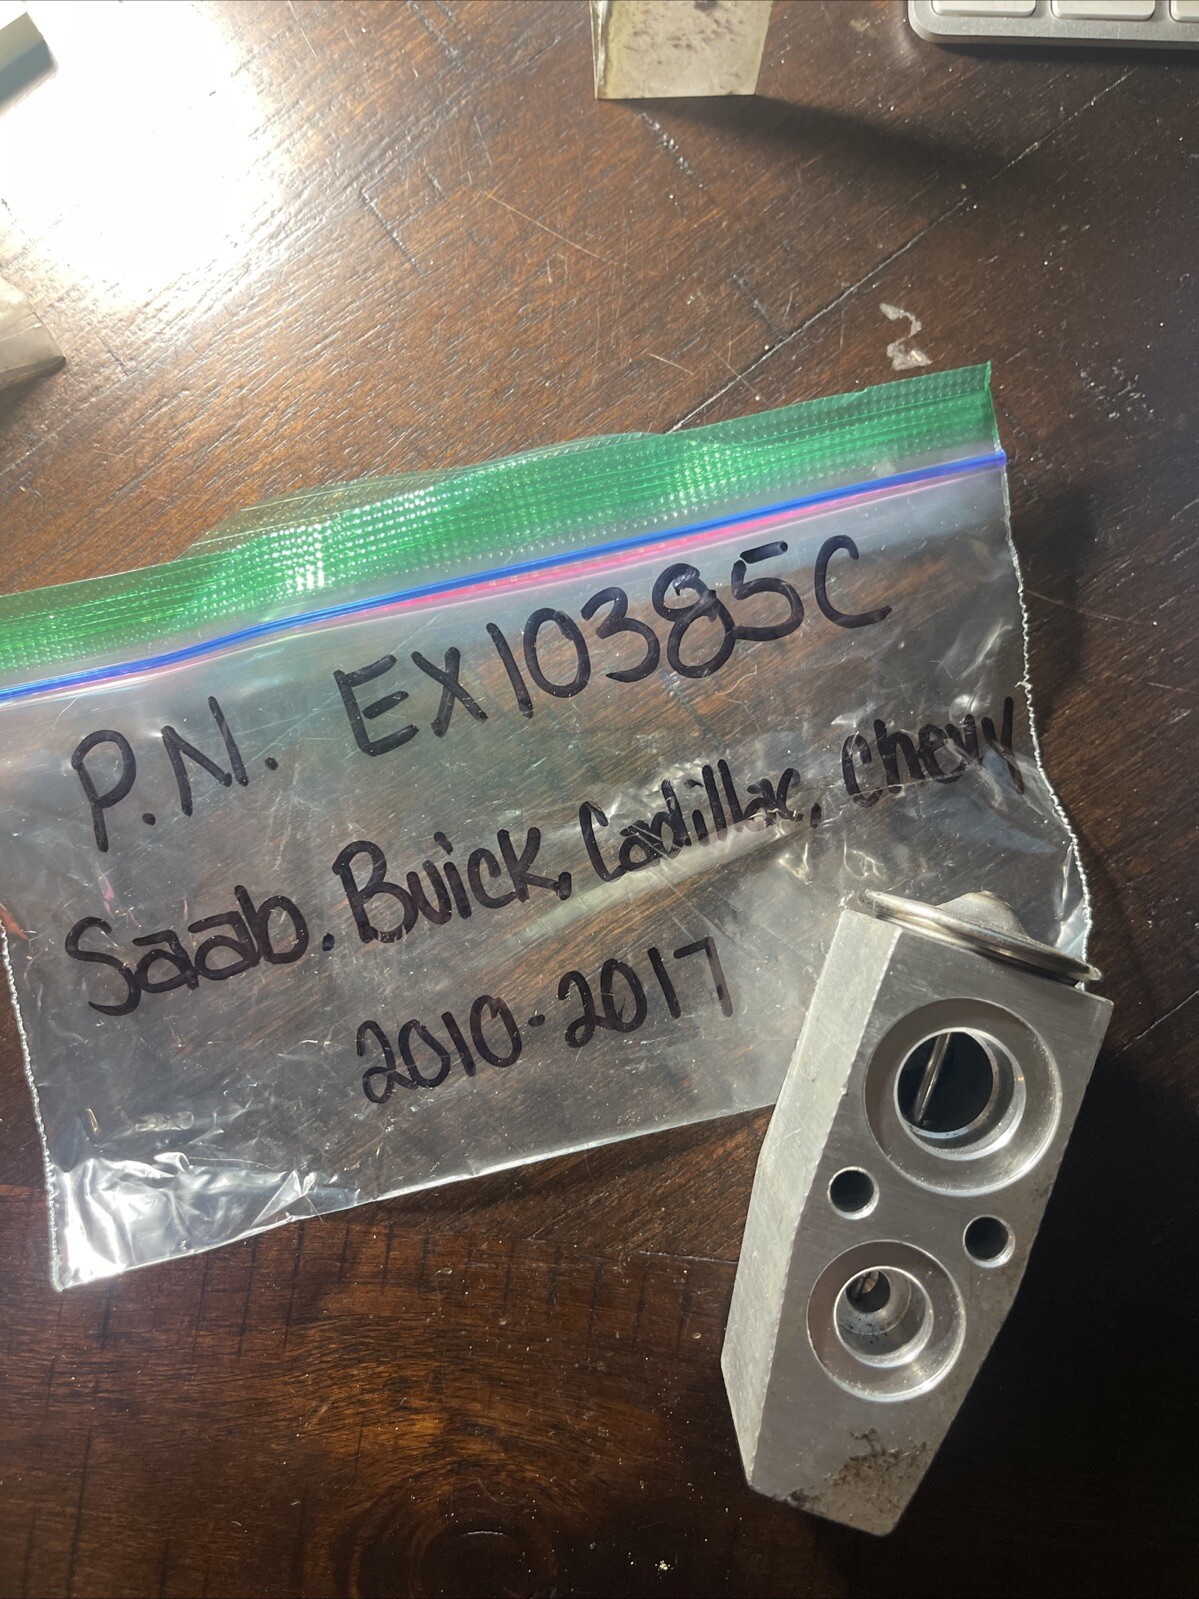 P.N. EX10385C
Saab. Buick, Cadillac, Chevy
2010-2017